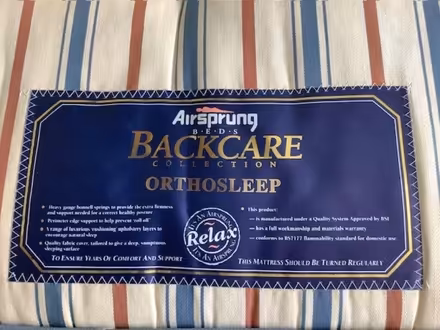 Airsprung
BEDS
BACKCARE
COLLECTION
ORTHOSLEEP
Heavy gauge bonnell springs to provide the extra firmness
and support needed for a correct healthy posture
Perimeter edge support to help prevent 'roll off'
A range of luxurious cushioning upholstery layers to
encourage natural sleep
Quality fabric cover, tailored to give a deep, sumptuous
sleeping surface
Relax
IN AN AIRSPRUNG
This product:
— is manufactured under a Quality System Approved by BSI
— has a full workmanship and materials warranty
— conforms to BS7177 flammability standard for domestic use
TO ENSURE YEARS OF COMFORT AND SUPPORT
THIS MATTRESS SHOULD BE TURNED REGULARLY